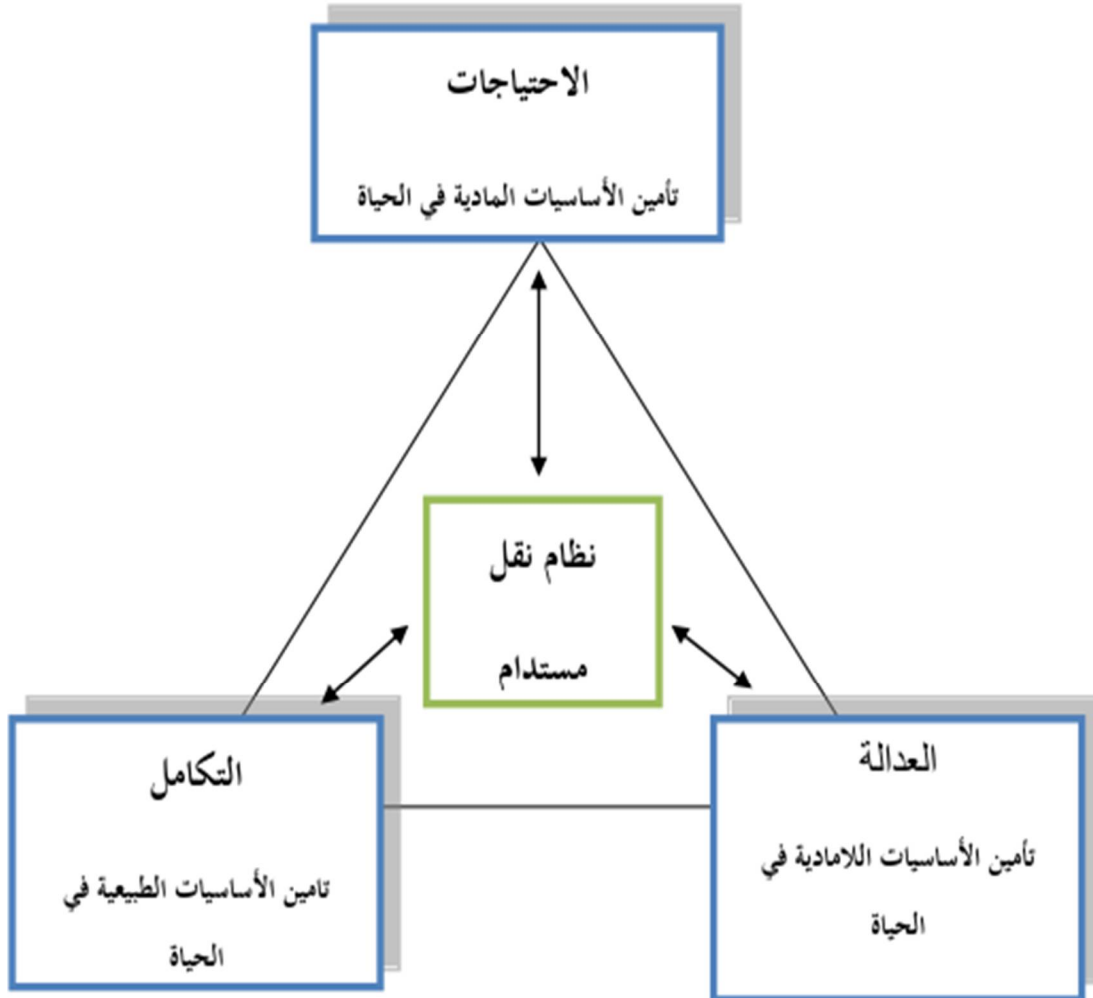 الاحتياجات
تأمين الأساسيات المادية في الحياة
نظام نقل
مستدام
العدالة
تأمين الأساسيات اللامادية في
الحياة
التكامل
تامين الأساسيات الطبيعية في
الحياة